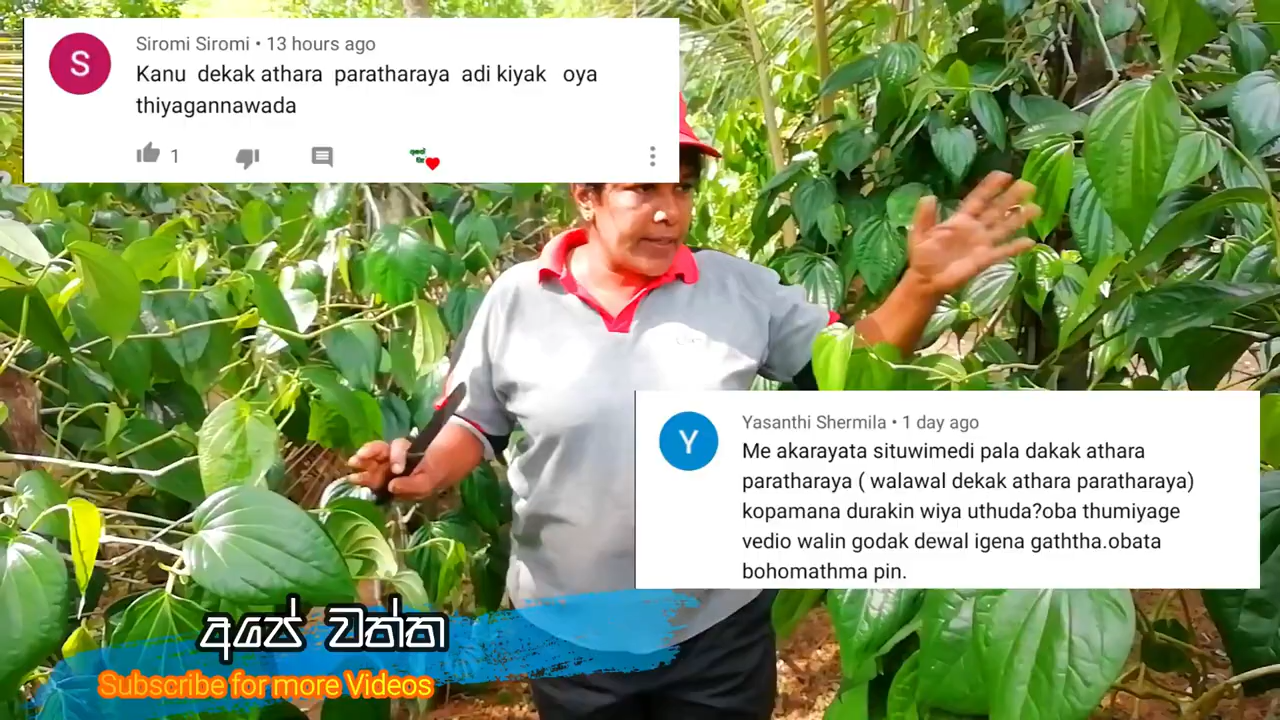 Siromi Siromi • 13 hours ago
Kanu dekak athara paratharaya adi kiyak oya
thiyagannawada
1
Yasanthi Shermila • 1 day ago
Me akarayata situwimedi pala dakak athara
paratharaya ( walawal dekak athara paratharaya)
kopamana durakin wiya uthuda?oba thumiyage
vedio walin godak dewal igena gaththa.obata
bohomathma pin.
අපේ වත්ත
Subscribe for more Videos